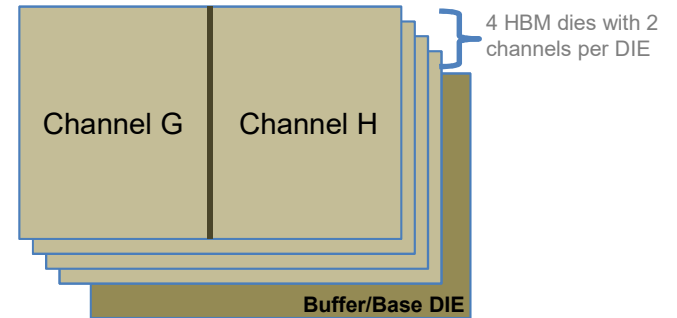 4 HBM dies with 2
channels per DIE
Channel G
Channel H
Buffer/Base DIE